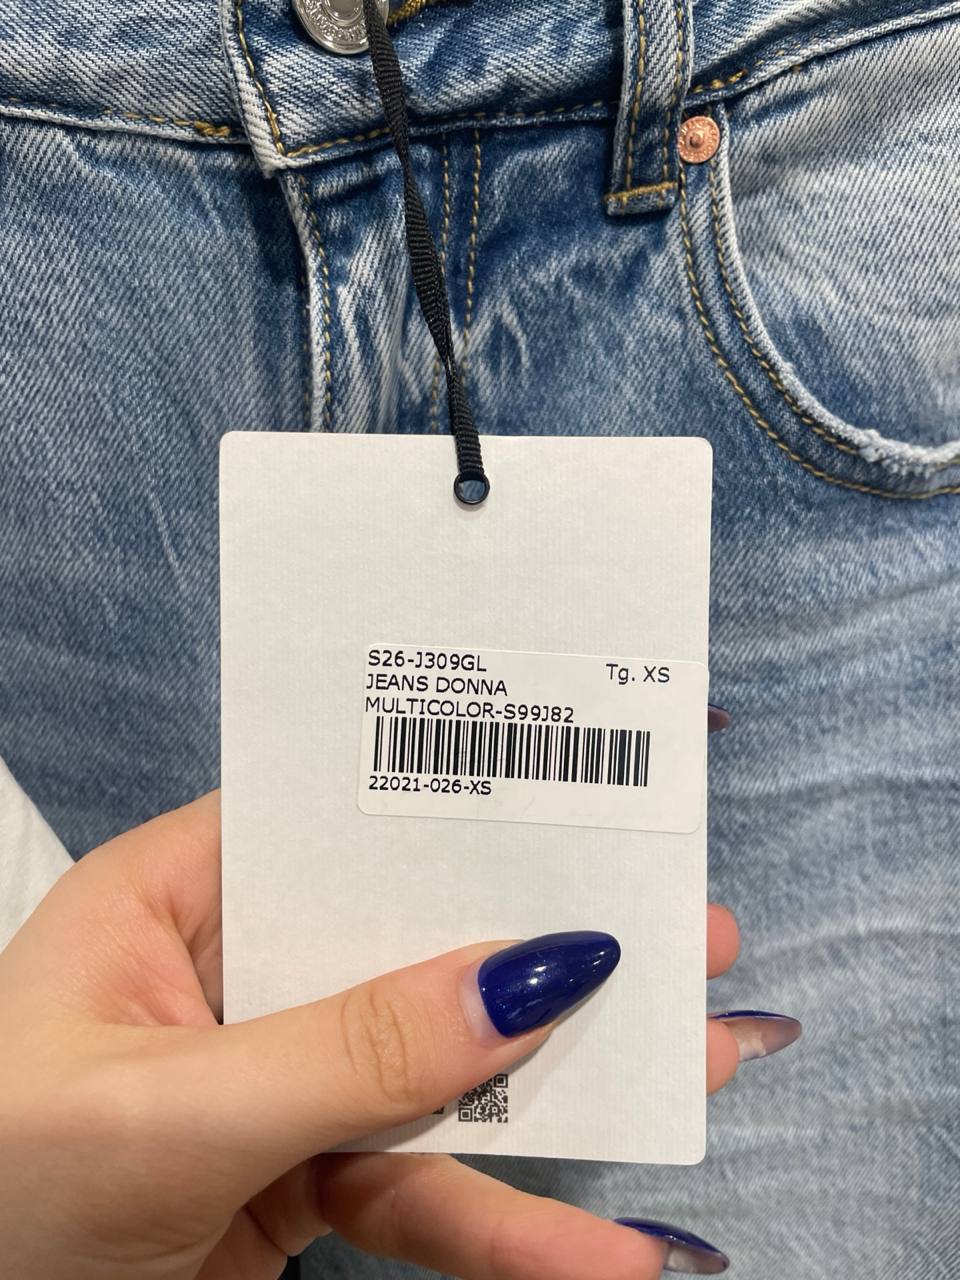 S26-J309GL
Tg. XS
JEANS DONNA
MULTICOLOR-S99J82
22021-026-XS